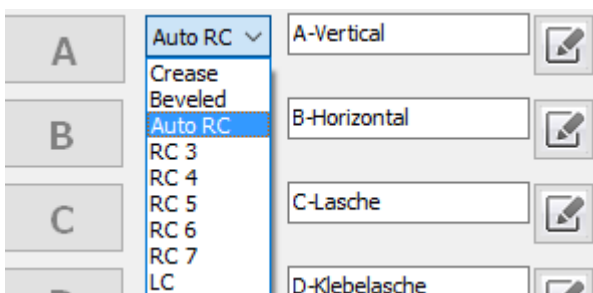 A Auto RC A-Vertical
Crease
Beveled
Auto RC
B B-Horizontal
RC 3
RC 4
RC 5
C C-Lasche
RC 6
RC 7
LC
D-Klebelasche